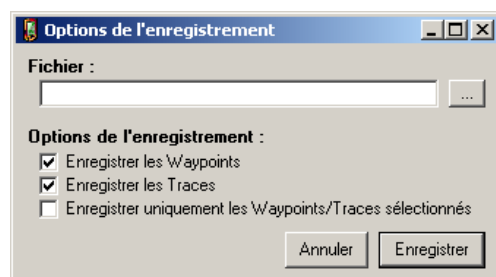 Options de l'enregistrement
Fichier :
...
Options de l'enregistrement :
Enregistrer les Waypoints
Enregistrer les Traces
Enregistrer uniquement les Waypoints/Traces sélectionnés
Annuler
Enregistrer